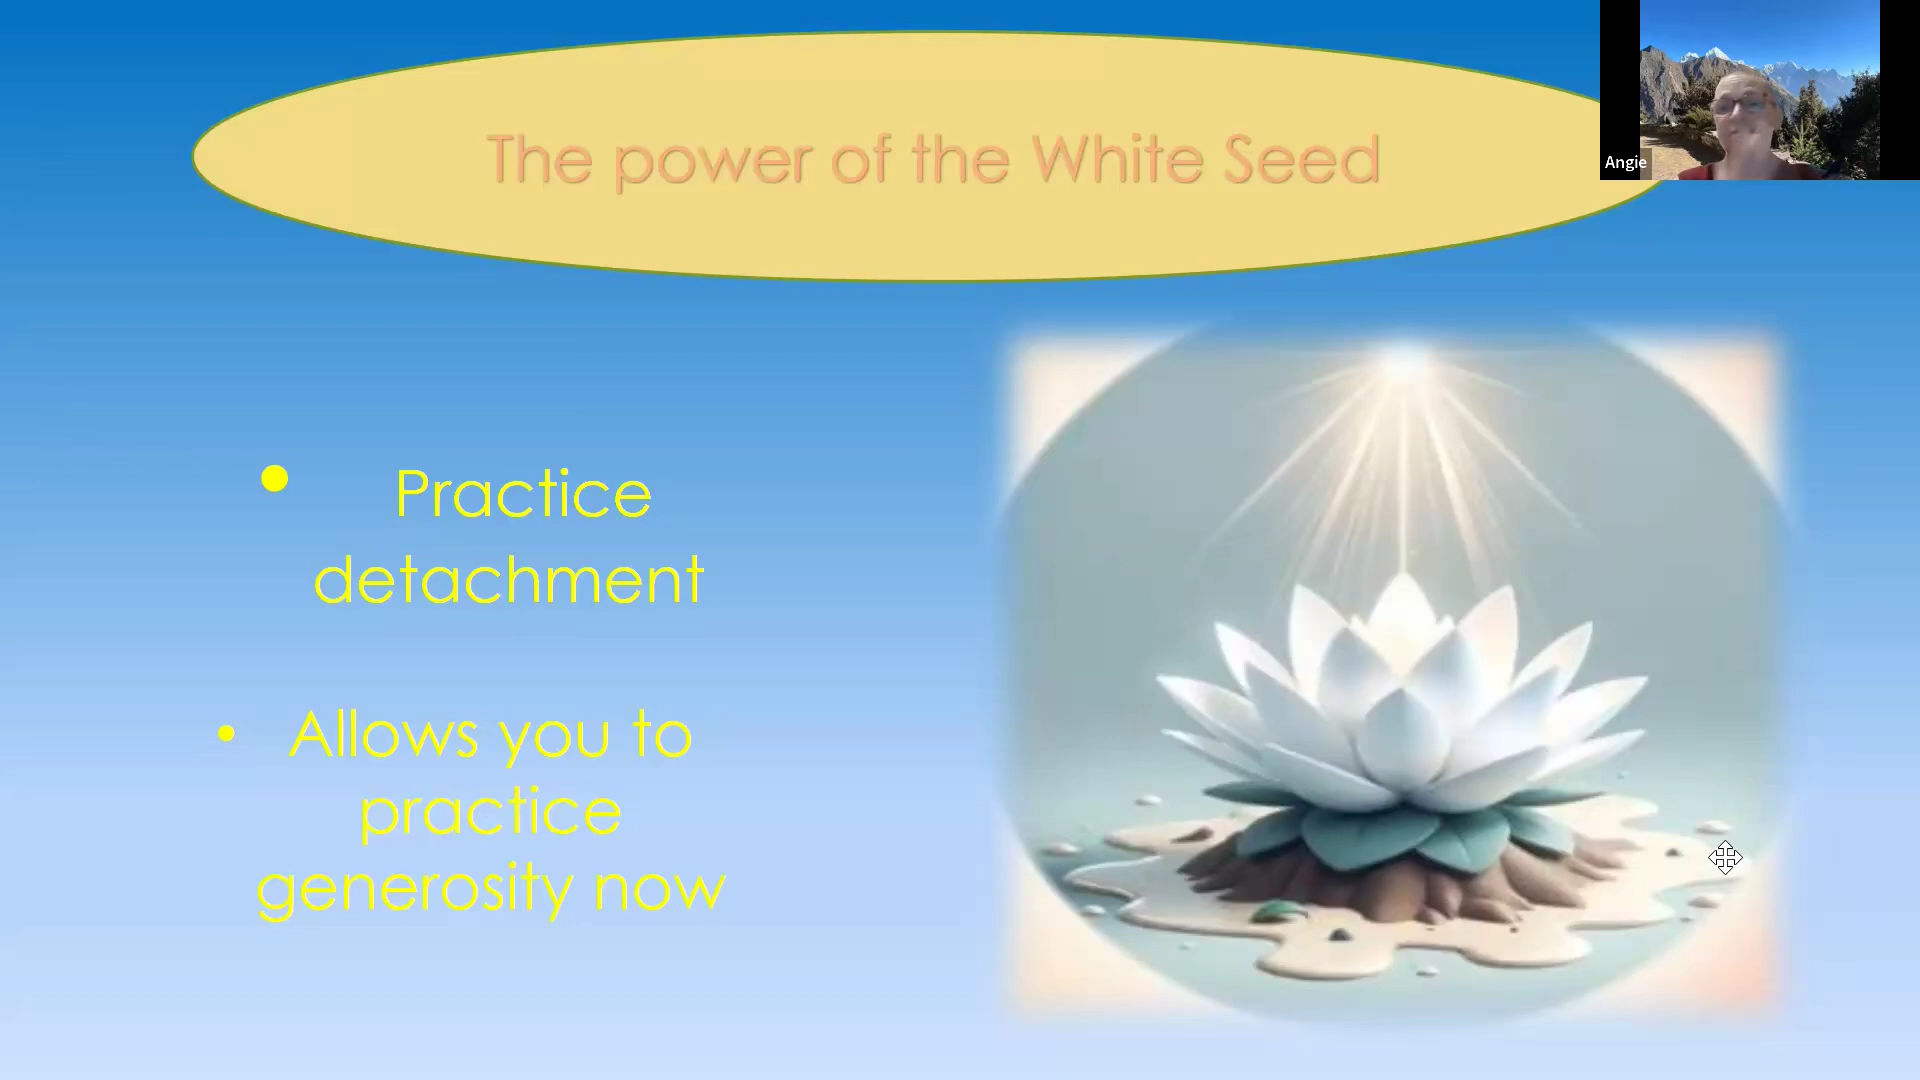 The power of the White Seed
Angie
• Practice
detachment
• Allows you to
practice
generosity now